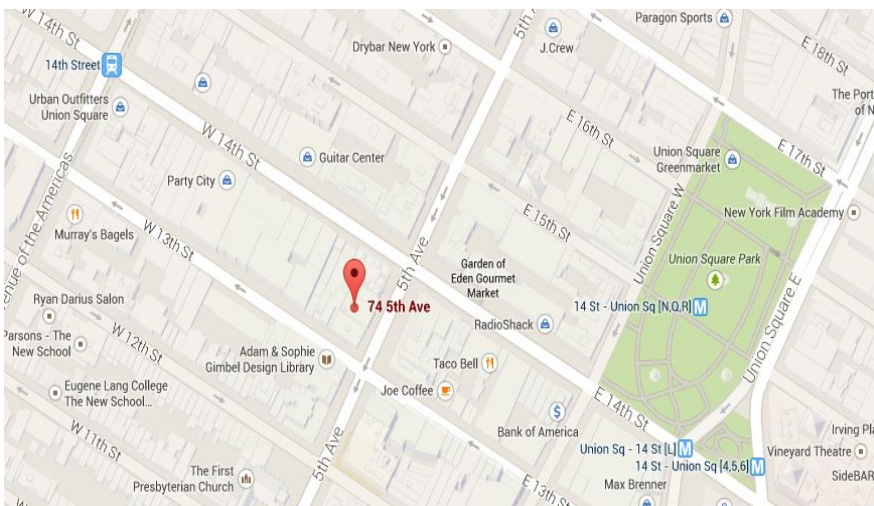 W 14th St
14th Street
Urban Outfitters
Union Square
Avenue of the Americas
Murray's Bagels
Ryan Darius Salon
Parsons - The
New School
Eugene Lang College
The New School...
W 11th St
W 12th St
W 13th St
Party City
W 14th St
Guitar Center
Drybar New York
5th
J.Crew
Paragon Sports
E 18th St
The Port
of N
E 16th St
E 15th St
E 17th St
Union Square
Greenmarket
New York Film Academy
Union Square Park
Union Square W
Union Square E
14 St - Union Sq [N,Q,R]
5th Ave
Garden of
Eden Gourmet
Market
RadioShack
74 5th Ave
Adam & Sophie
Gimbel Design Library
Taco Bell
Joe Coffee
Bank of America
E 14th St
Union Sq - 14 St [L]
14 St - Union Sq [4,5,6]
Irving Pla
Vineyard Theatre
SideBAR
Max Brenner
E 13th St
5th Ave
The First
Presbyterian Church